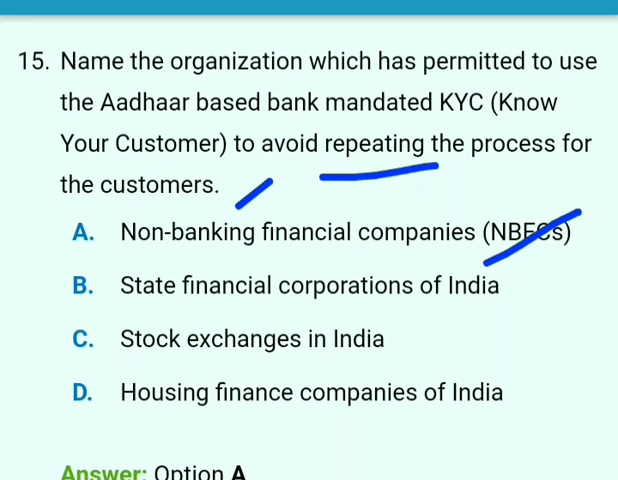 15. Name the organization which has permitted to use
the Aadhaar based bank mandated KYC (Know
Your Customer) to avoid repeating the process for
the customers.
A. Non-banking financial companies (NBFCs)
B. State financial corporations of India
C. Stock exchanges in India
D. Housing finance companies of India
Answer: Option A